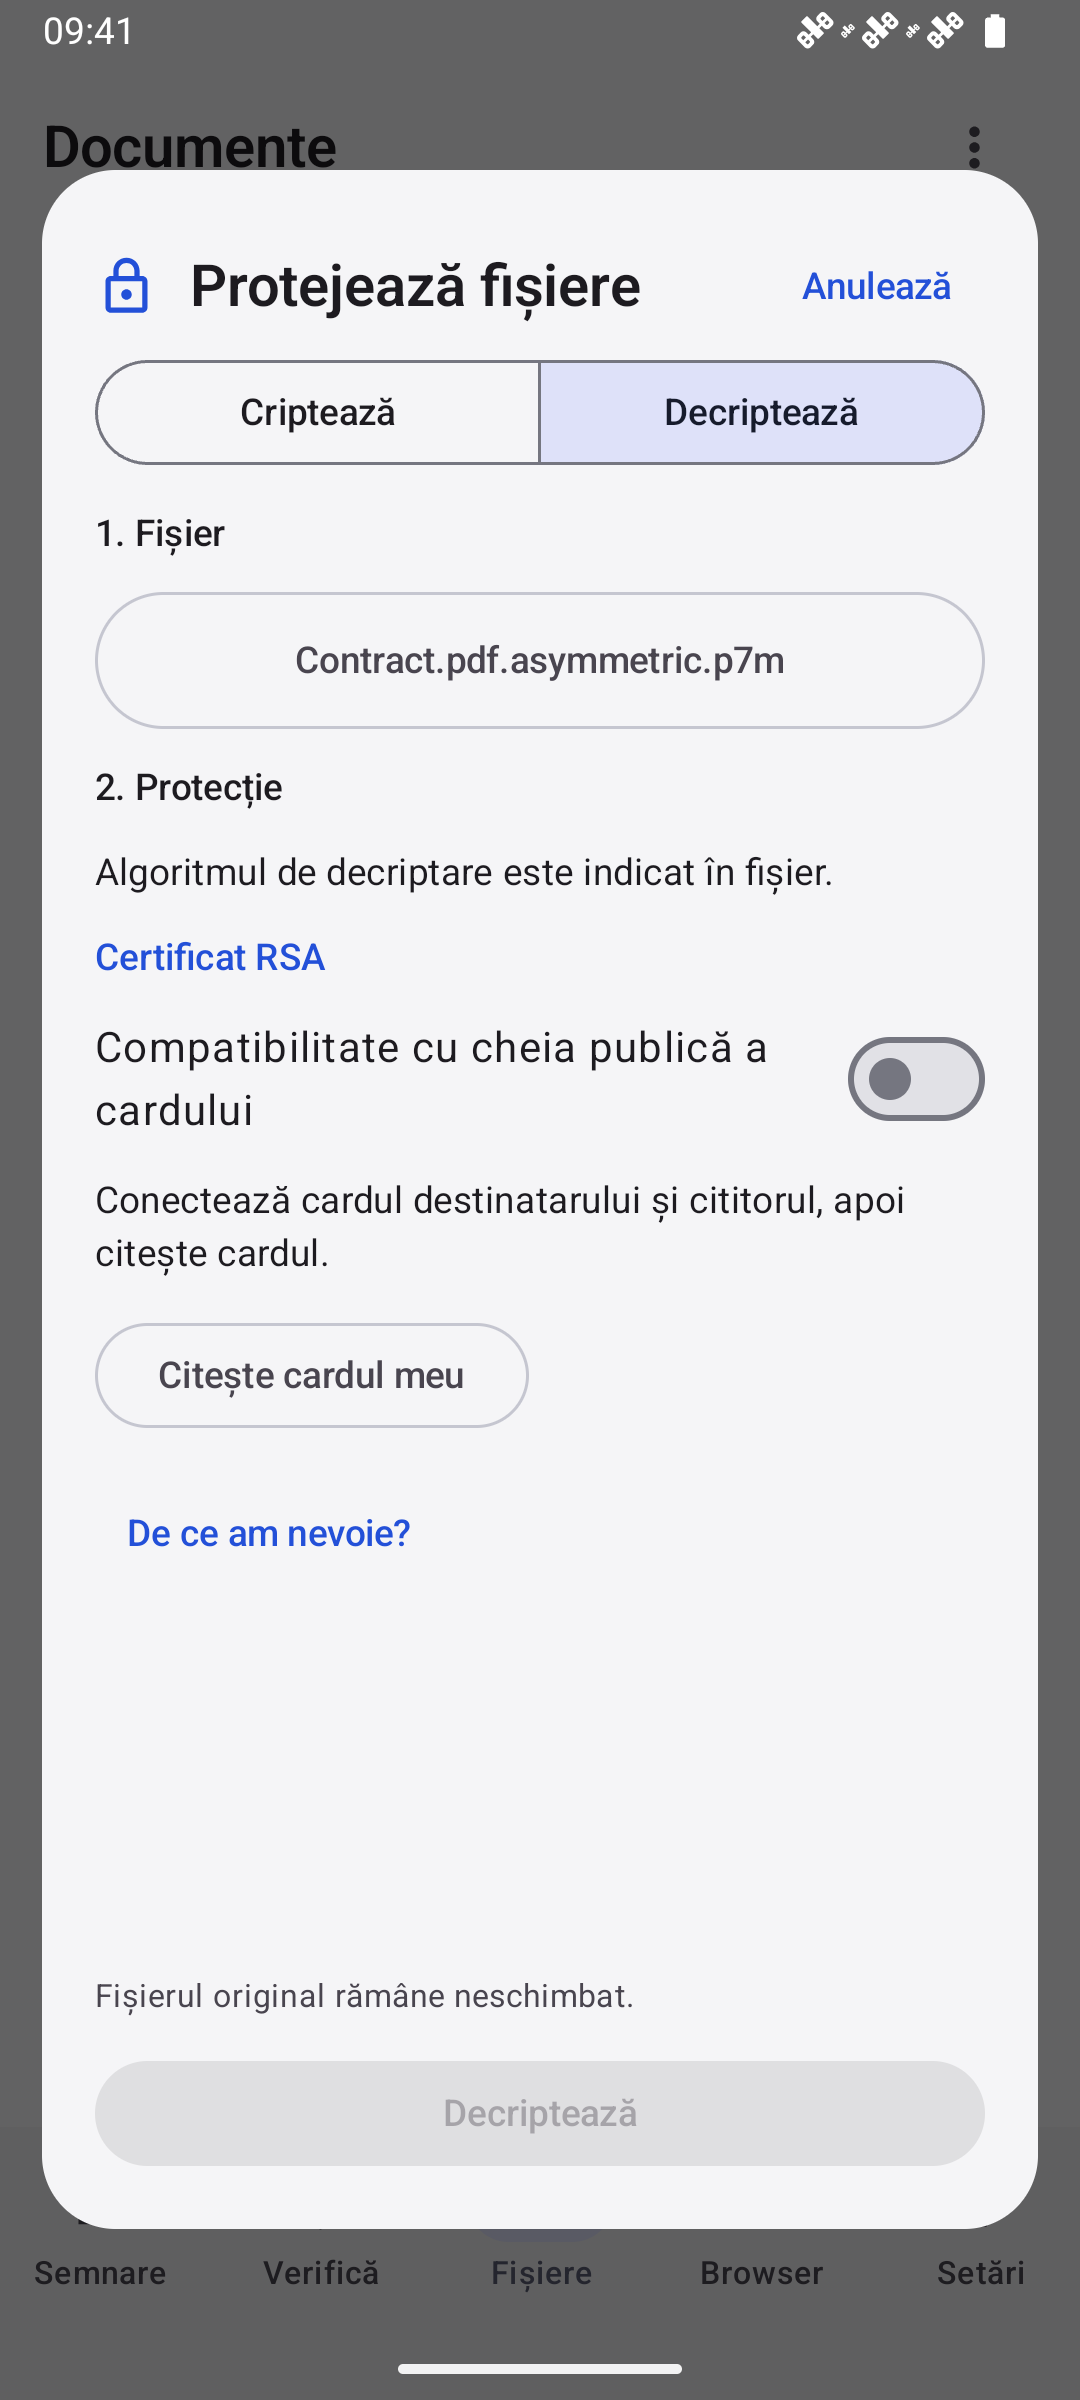 09:41
Documente
Protejează fișiere
Anulează
Criptează
Decriptează
1. Fișier
Contract.pdf.asymmetric.p7m
2. Protecție
Algoritmul de decriptare este indicat în fișier.
Certificat RSA
Compatibilitate cu cheia publică a
cardului
Conectează cardul destinatarului și cititorul, apoi
citește cardul.
Citește cardul meu
De ce am nevoie?
Fișierul original rămâne neschimbat.
Decriptează
Semnare
Verifică
Fișiere
Browser
Setări